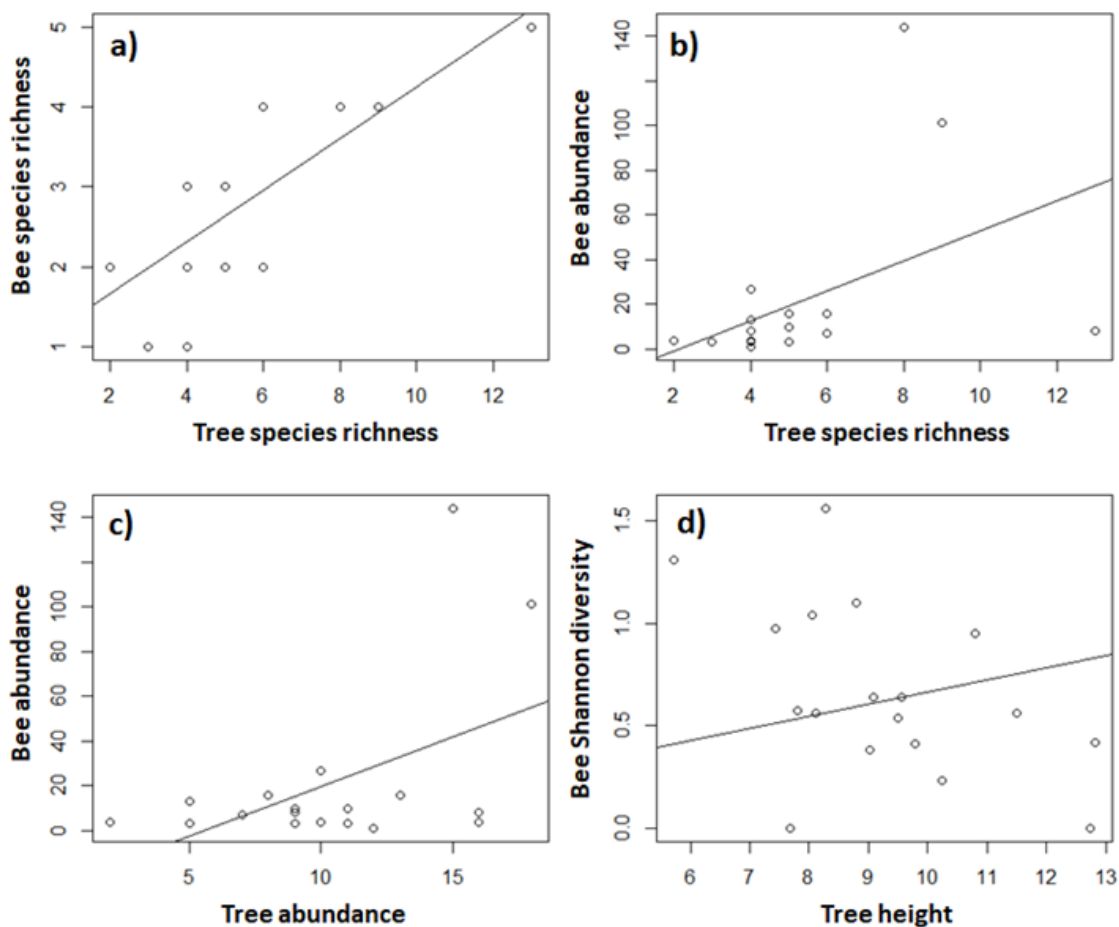 a)
Bee species richness
5
4
3
2
1
2 4 6 8 10 12
Tree species richness
b)
Bee abundance
140
100
80
60
40
20
0
2 4 6 8 10 12
Tree species richness
c)
Bee abundance
140
100
80
60
40
20
0
5 10 15
Tree abundance
d)
Bee Shannon diversity
1.5
1.0
0.5
0.0
6 7 8 9 10 11 12 13
Tree height